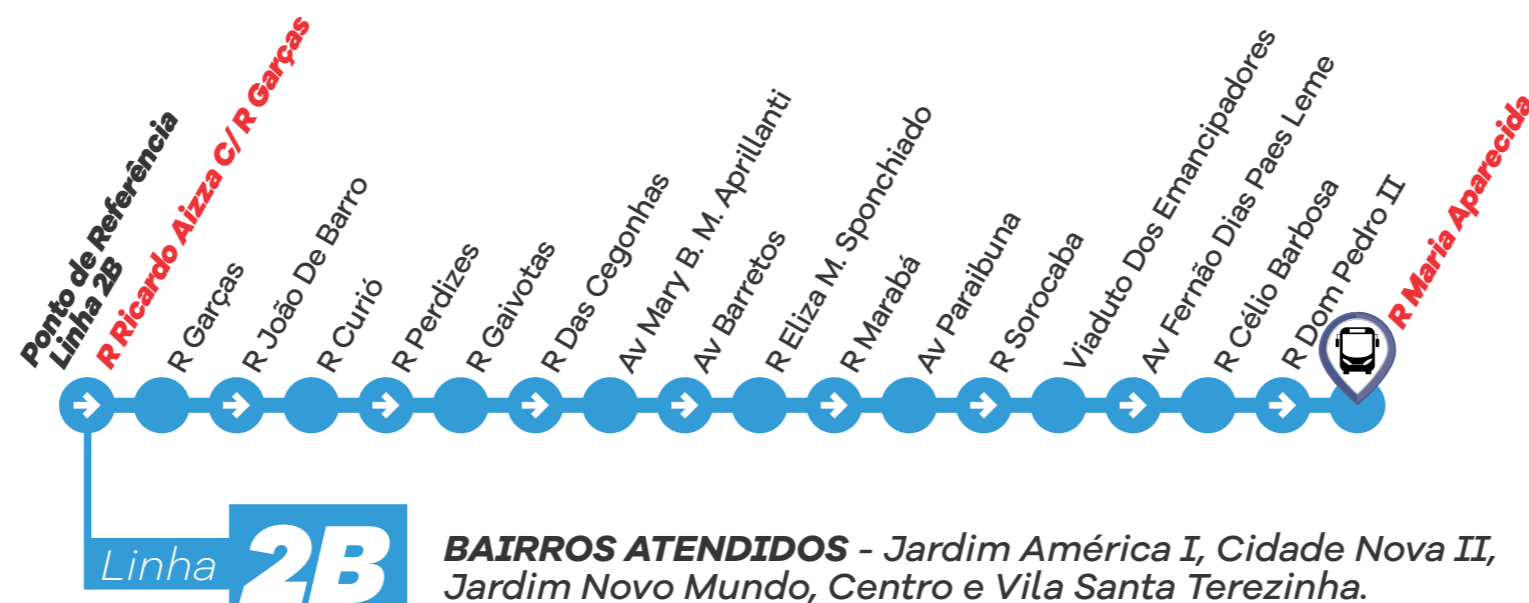 Ponto de Referência
Linha 2B
R Ricardo Aizza C/ R Garças
R Garças
R João De Barro
R Curió
R Perdizes
R Gaivotas
R Das Cegonhas
Av Mary B. M. Aprillanti
Av Barretos
R Eliza M. Sponchiado
R Marabá
Av Paraibuna
R Sorocaba
Viaduto Dos Emancipadores
Av Fernão Dias Paes Leme
R Célio Barbosa
R Dom Pedro II
R Maria Aparecida
Linha 2B
BAIRROS ATENDIDOS - Jardim América I, Cidade Nova II,
Jardim Novo Mundo, Centro e Vila Santa Terezinha.